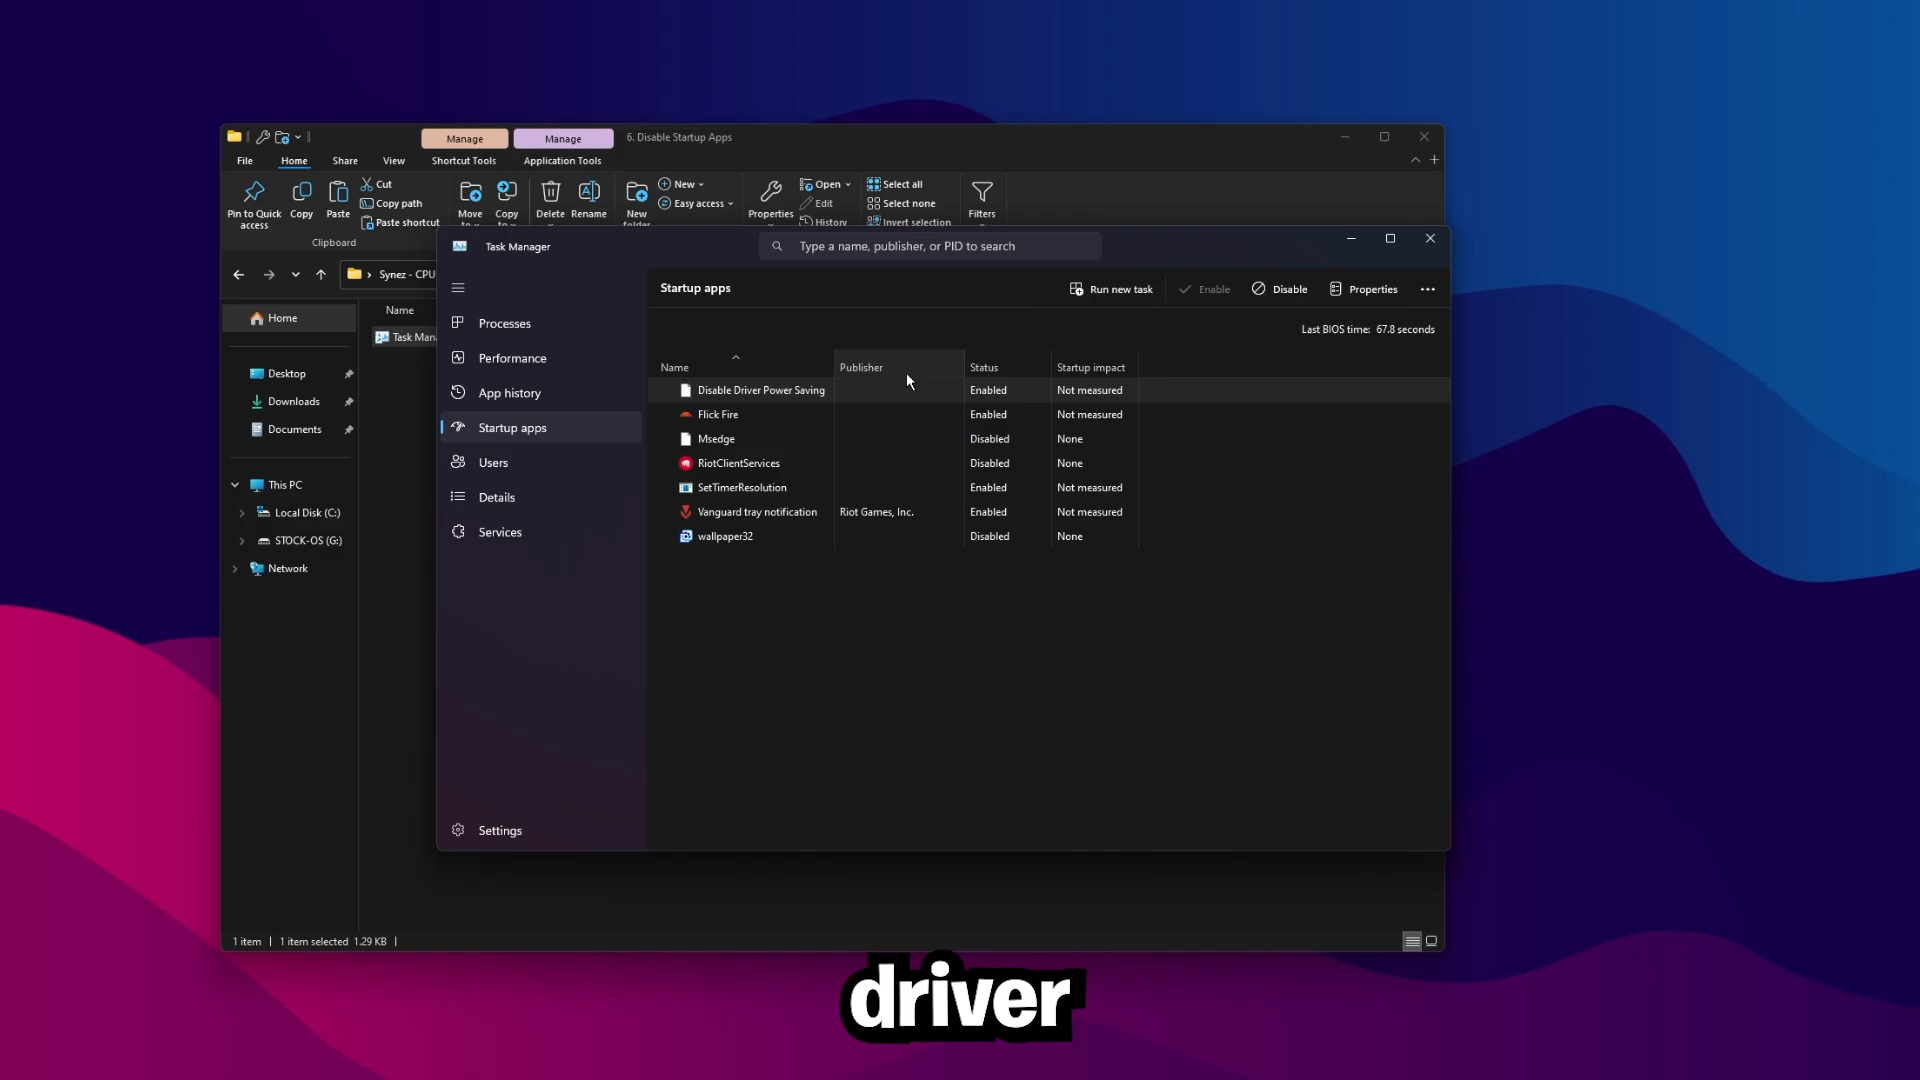 Manage Manage 6. Disable Startup Apps
File Home Share View Shortcut Tools Application Tools
Pin to Quick access
Copy
Paste
Cut
Copy path
Paste shortcut
Clipboard
Move to
Copy to
Delete
Rename
New folder
New
Easy access
Properties
Open
Edit
History
Select all
Select none
Invert selection
Filters
Synez - CPU
Home
Desktop
Downloads
Documents
This PC
Local Disk (C:)
STOCK-OS (G:)
Network
Name
Task Mana
1 item | 1 item selected 1.29 KB |
Task Manager
Type a name, publisher, or PID to search
Processes
Performance
App history
Startup apps
Users
Details
Services
Settings
Startup apps Run new task Enable Disable Properties
Last BIOS time: 67.8 seconds
Name Publisher Status Startup impact
Disable Driver Power Saving Enabled Not measured
Flick Fire Enabled Not measured
Msedge Disabled None
RiotClientServices Disabled None
SetTimerResolution Enabled Not measured
Vanguard tray notification Riot Games, Inc. Enabled Not measured
wallpaper32 Disabled None
driver